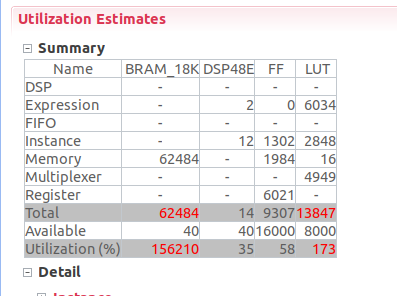 Utilization Estimates
Summary
Name BRAM_18K DSP48E FF LUT
DSP - - - -
Expression - 2 0 6034
FIFO - - - -
Instance - 12 1302 2848
Memory 62484 - 1984 16
Multiplexer - - - 4949
Register - - 6021 -
Total 62484 14 9307 13847
Available 40 40 16000 8000
Utilization (%) 156210 35 58 173
Detail